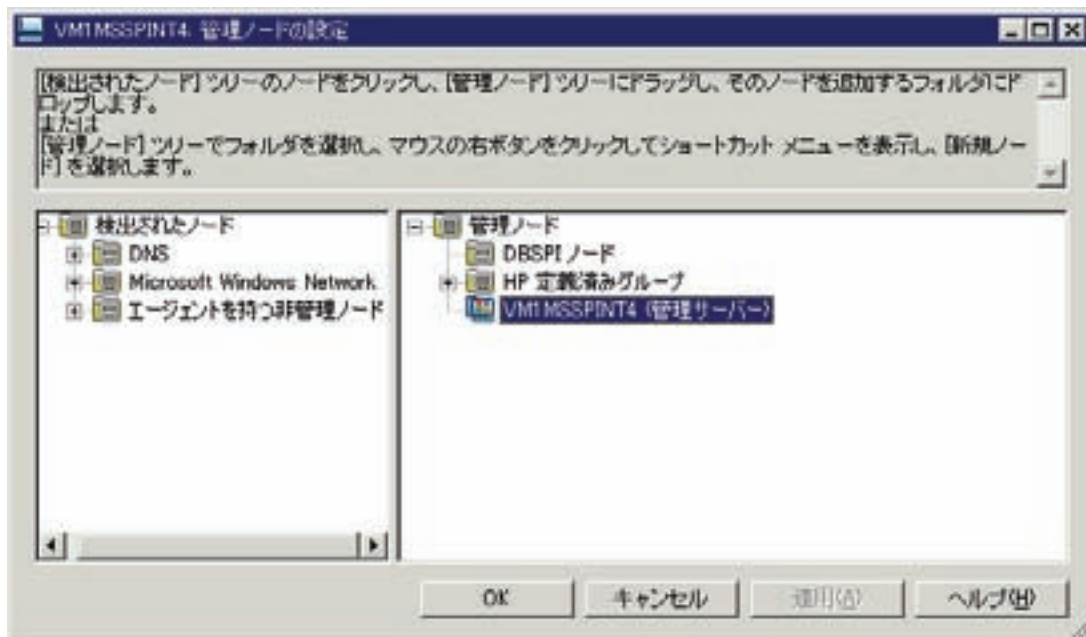 VM1MSSPINT4: 管理ノードの設定
[検出されたノード] ツリーのノードをクリックし、[管理ノード] ツリーにドラッグし、そのノードを追加するフォルダにド
ロップします。
または
[管理ノード] ツリーでフォルダを選択し、マウスの右ボタンをクリックしてショートカット メニューを表示し、[新規ノー
ド] を選択します。
検出されたノード
DNS
Microsoft Windows Network
エージェントを持つ非管理ノード
管理ノード
DBSPI ノード
HP 定義済みグループ
VM1MSSPINT4 (管理サーバー)
OK
キャンセル
適用(A)
ヘルプ(H)